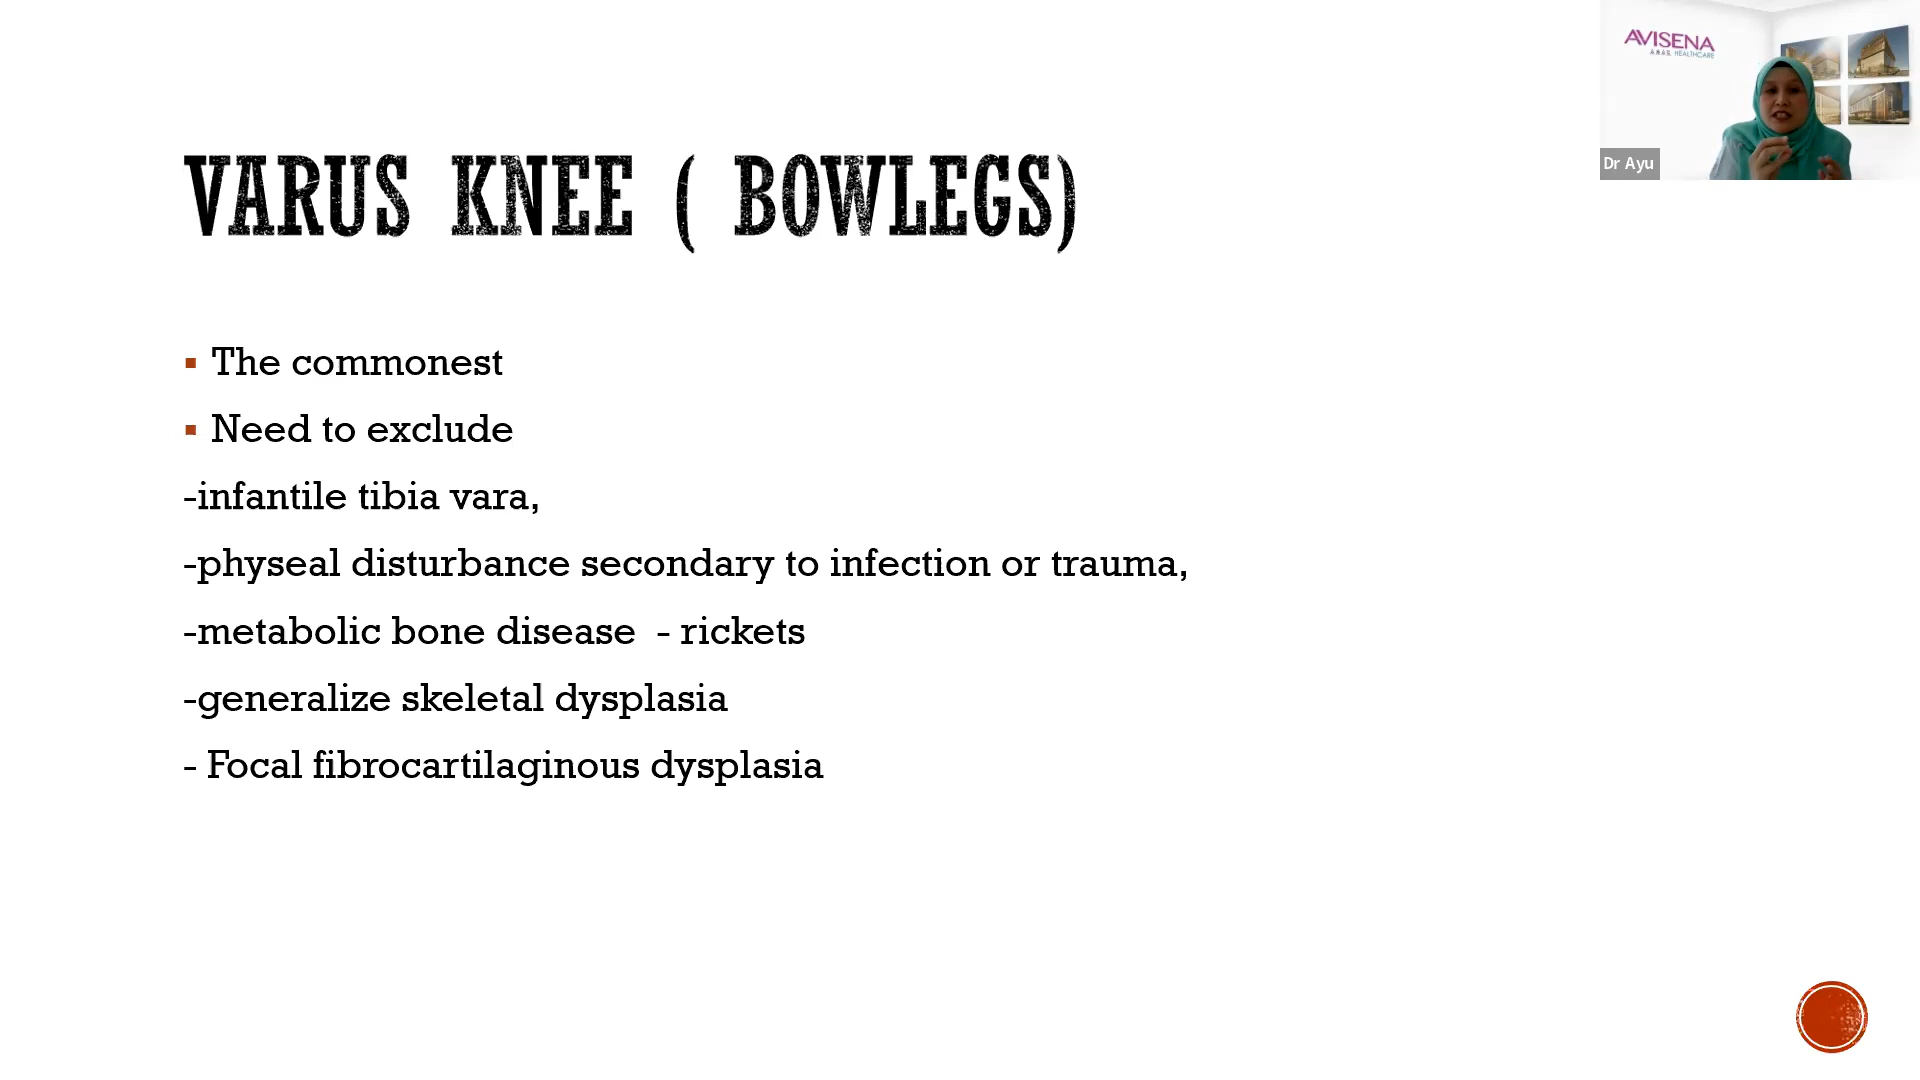 AVISENA
HEALTHCARE
Dr Ayu
VARUS KNEE ( BOWLEGS)
▪ The commonest
▪ Need to exclude
-infantile tibia vara,
-physeal disturbance secondary to infection or trauma,
-metabolic bone disease - rickets
-generalize skeletal dysplasia
- Focal fibrocartilaginous dysplasia